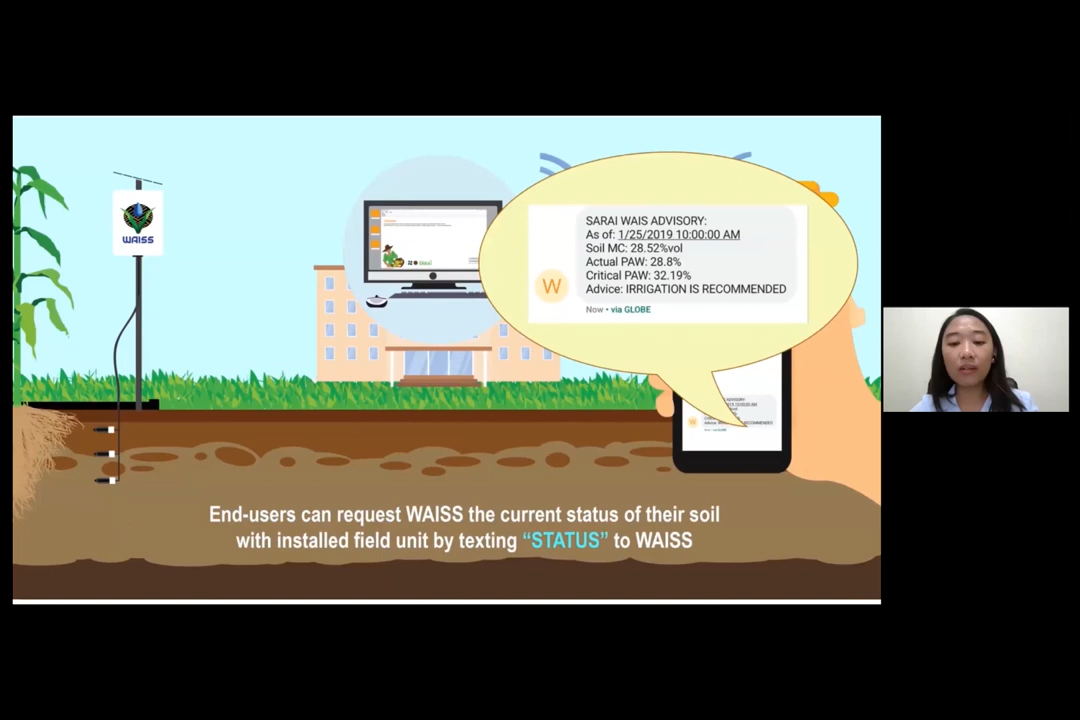 WAISS
SARAI WAIS ADVISORY:
As of: 1/25/2019 10:00:00 AM
Soil MC: 28.52%vol
Actual PAW: 28.8%
Critical PAW: 32.19%
Advice: IRRIGATION IS RECOMMENDED
W
Now • via GLOBE
End-users can request WAISS the current status of their soil
with installed field unit by texting “STATUS” to WAISS